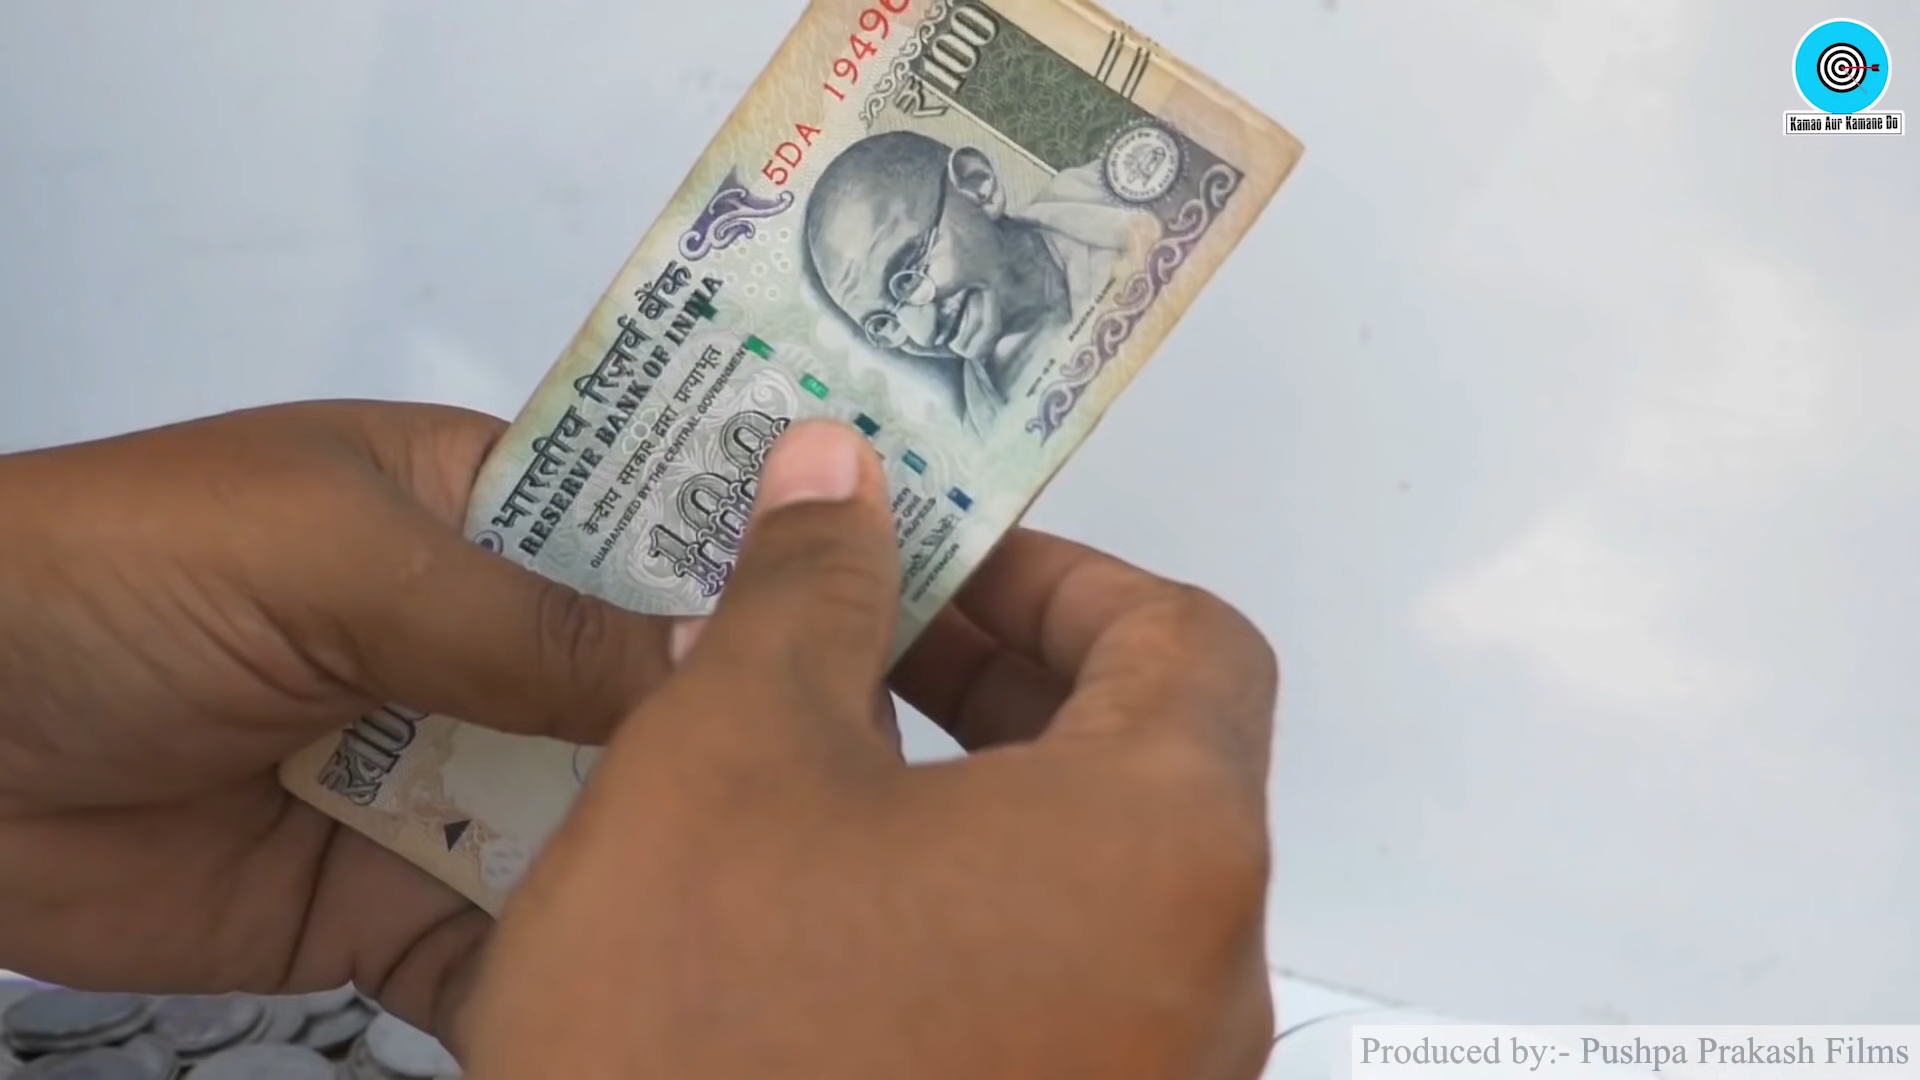 5DA 19496
₹100
भारतीय रिज़र्व बैंक
RESERVE BANK OF INDIA
केन्द्रीय सरकार द्वारा प्रत्याभूत
GUARANTEED BY THE CENTRAL GOVERNMENT
100
GOVERNOR
Kamao Aur Kamane Do
Produced by:- Pushpa Prakash Films